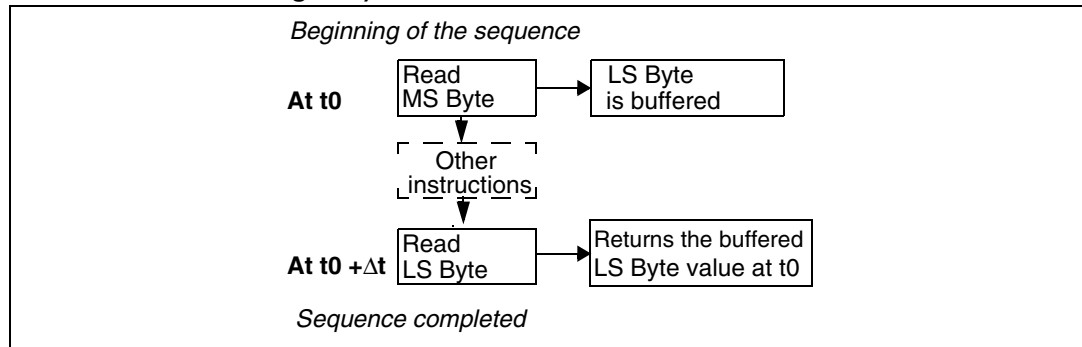 Beginning of the sequence
At t0
Read
MS Byte
LS Byte
is buffered
Other
instructions
At t0 +Δt
Read
LS Byte
Returns the buffered
LS Byte value at t0
Sequence completed